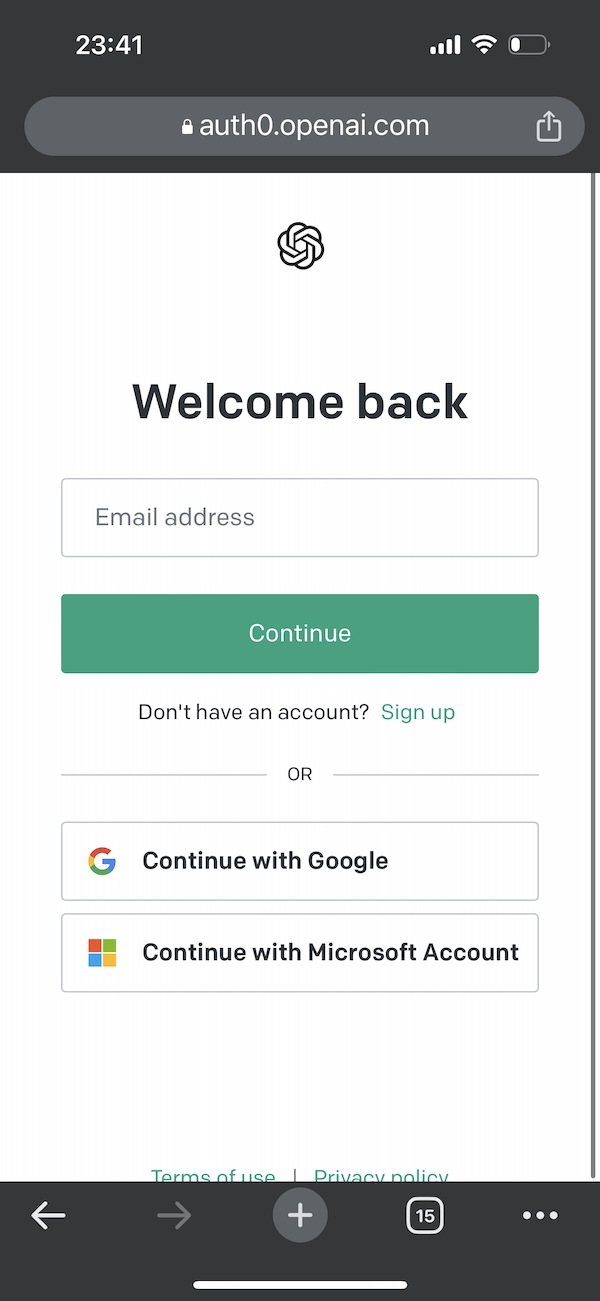 23:41
auth0.openai.com
Welcome back
Email address
Continue
Don't have an account? Sign up
OR
Continue with Google
Continue with Microsoft Account
Terms of use | Privacy policy
15